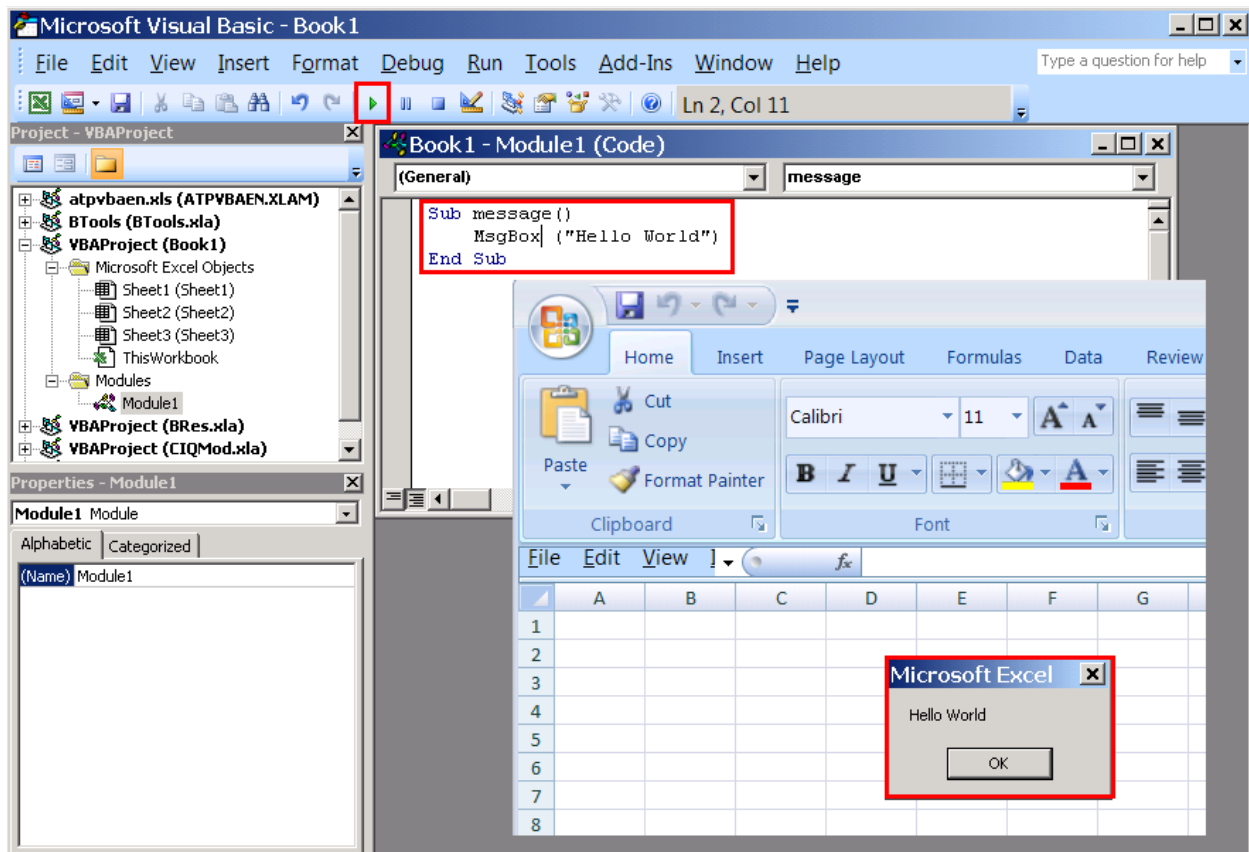 Microsoft Visual Basic - Book1
File Edit View Insert Format Debug Run Tools Add-Ins Window Help
Type a question for help
Ln 2, Col 11
Project - VBAProject
atpvbaen.xls (ATPVBAEN.XLAM)
BTools (BTools.xla)
VBAProject (Book1)
Microsoft Excel Objects
Sheet1 (Sheet1)
Sheet2 (Sheet2)
Sheet3 (Sheet3)
ThisWorkbook
Modules
Module1
VBAProject (BRes.xla)
VBAProject (CIQMod.xla)
Properties - Module1
Module1 Module
Alphabetic Categorized
(Name) Module1
Book1 - Module1 (Code)
(General) message
Sub message()
MsgBox ("Hello World")
End Sub
Home Insert Page Layout Formulas Data Review
Cut
Copy
Format Painter
Paste
Clipboard
Calibri 11 A A
B I U A
Font
File Edit View
fx
A B C D E F G
1
2
3
4
5
6
7
8
Microsoft Excel
Hello World
OK